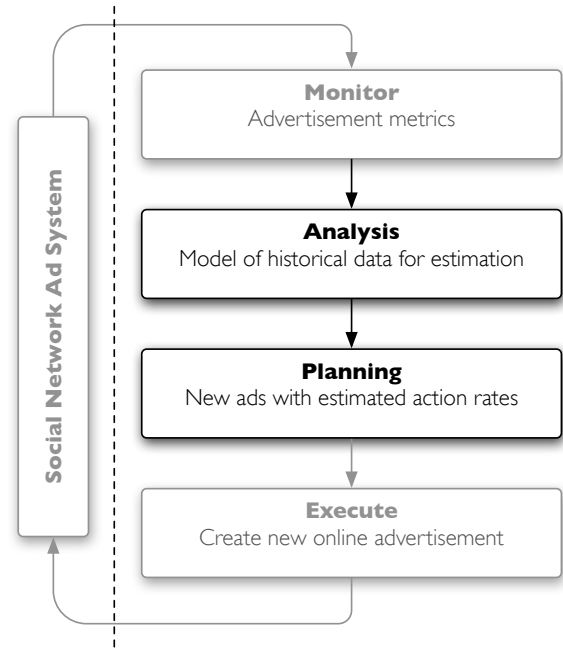 Social Network Ad System
Monitor
Advertisement metrics
Analysis
Model of historical data for estimation
Planning
New ads with estimated action rates
Execute
Create new online advertisement